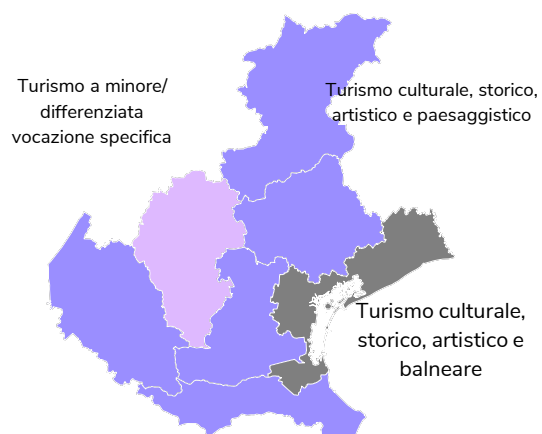 Turismo a minore/
differenziata
vocazione specifica
Turismo culturale, storico,
artistico e paesaggistico
Turismo culturale,
storico, artistico e
balneare